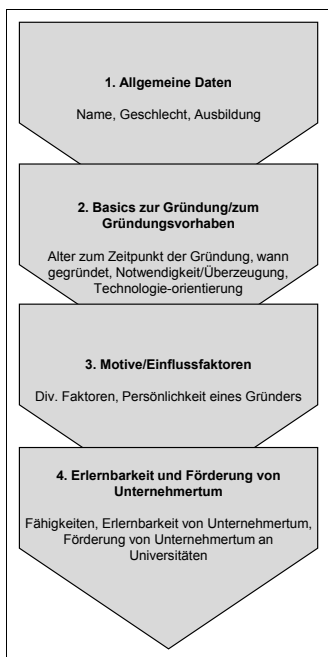 1. Allgemeine Daten
Name, Geschlecht, Ausbildung
2. Basics zur Gründung/zum
Gründungsvorhaben
Alter zum Zeitpunkt der Gründung, wann
gegründet, Notwendigkeit/Überzeugung,
Technologie-orientierung
3. Motive/Einflussfaktoren
Div. Faktoren, Persönlichkeit eines Gründers
4. Erlernbarkeit und Förderung von
Unternehmertum
Fähigkeiten, Erlernbarkeit von Unternehmertum,
Förderung von Unternehmertum an
Universitäten